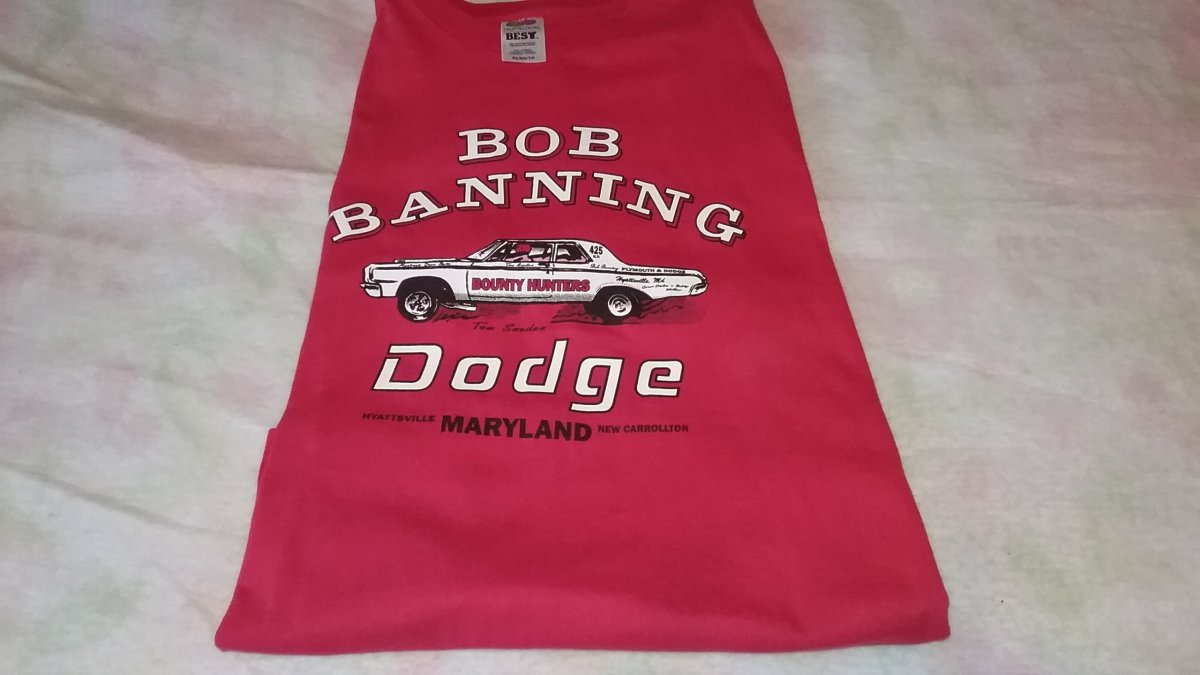 BEST.
BOB
BANNING
425
PLYMOUTH & DODGE
Hyattsville, Md
BOUNTY HUNTERS
Tom Sneden
Dodge
HYATTSVILLE MARYLAND NEW CARROLLTON